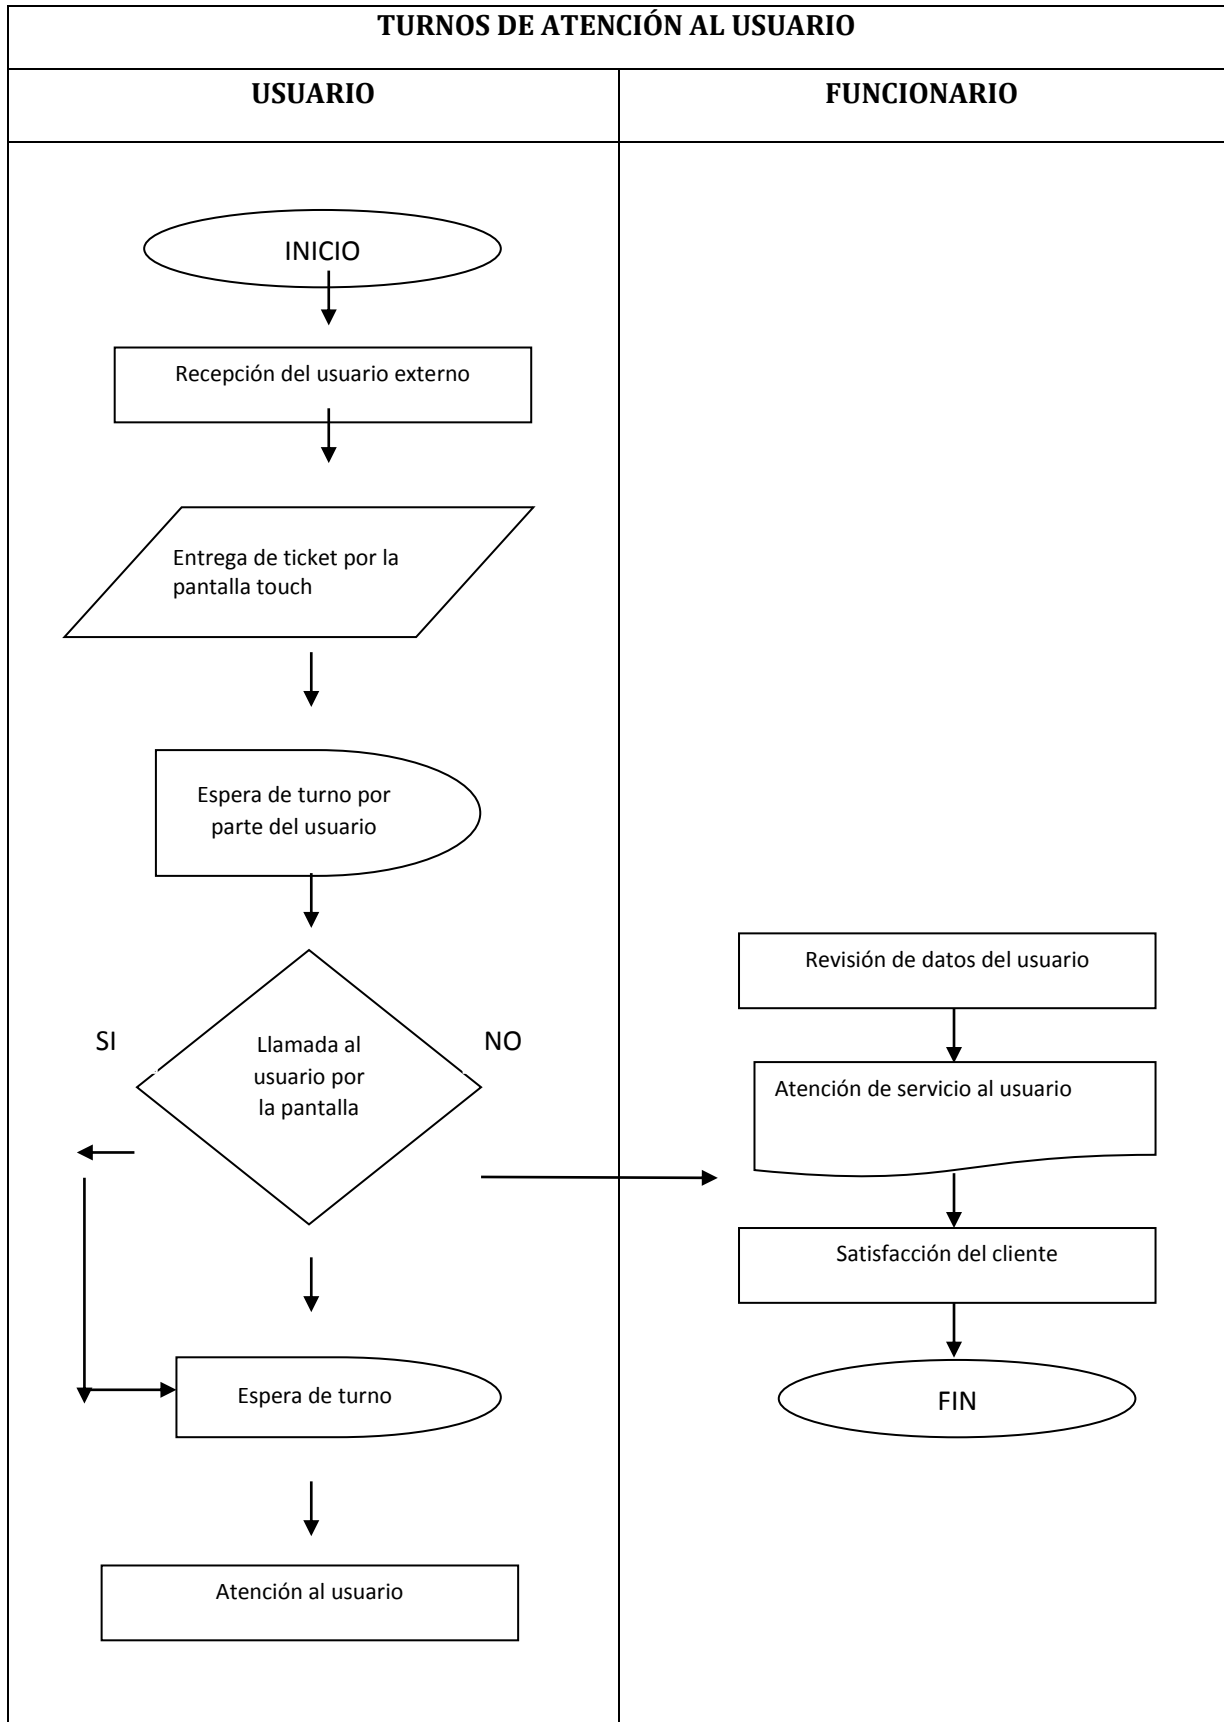 TURNOS DE ATENCIÓN AL USUARIO
USUARIO
FUNCIONARIO
INICIO
Recepción del usuario externo
Entrega de ticket por la
pantalla touch
Espera de turno por
parte del usuario
SI
Llamada al
usuario por
la pantalla
NO
Espera de turno
Atención al usuario
Revisión de datos del usuario
Atención de servicio al usuario
Satisfacción del cliente
FIN